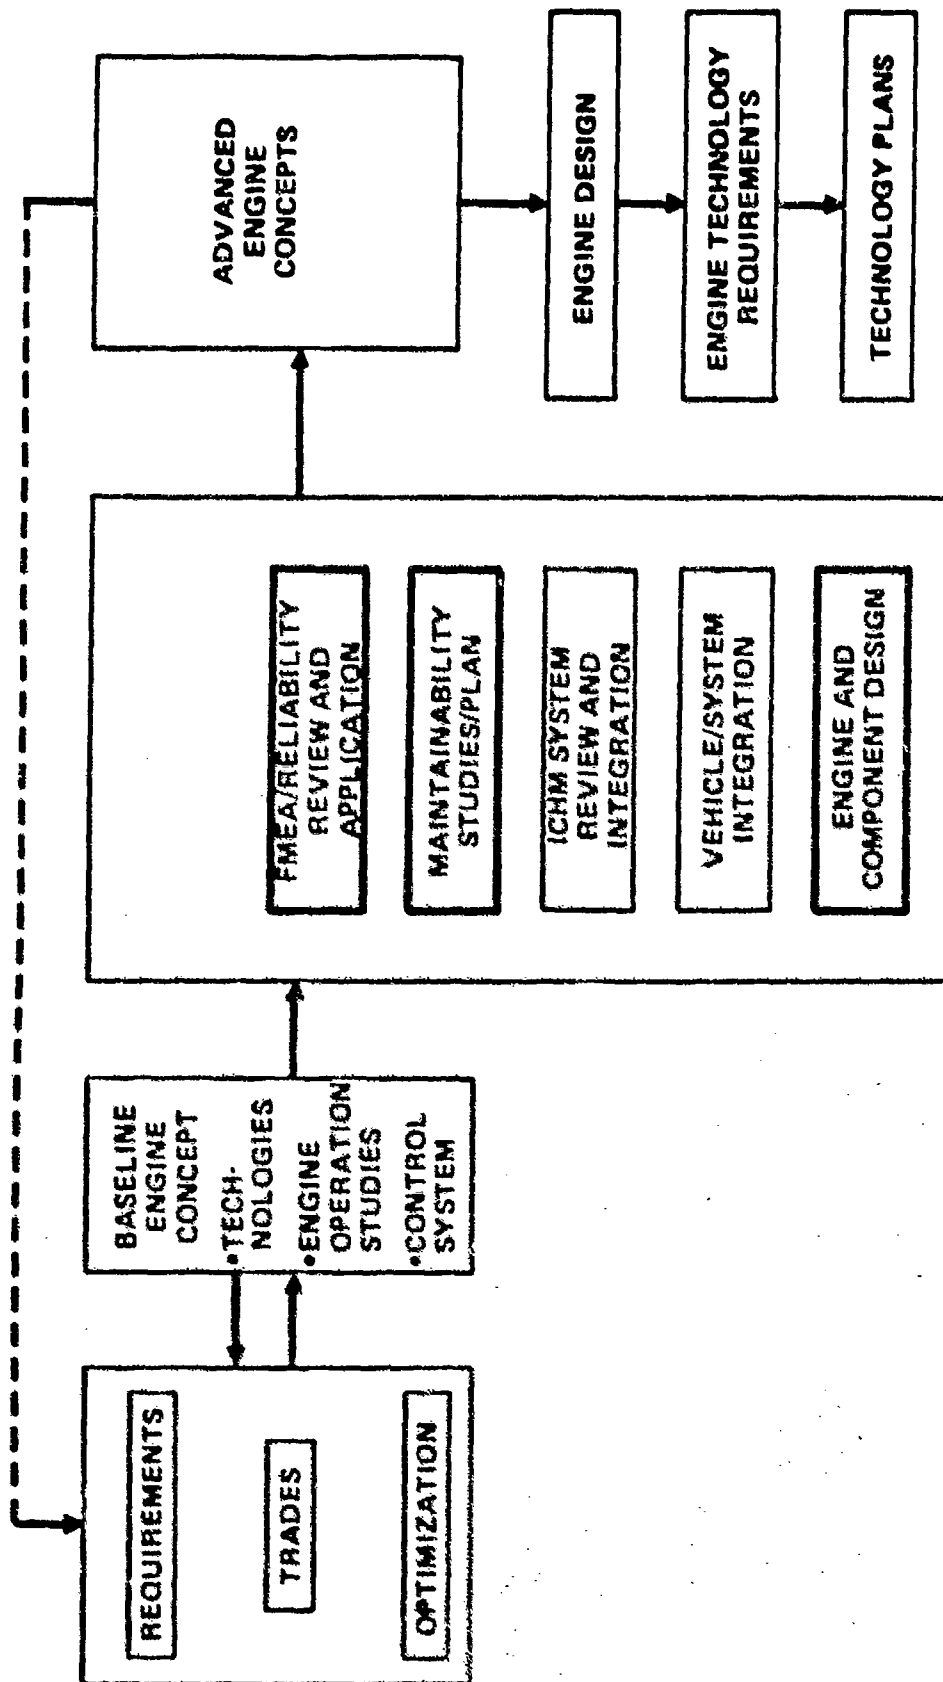 REQUIREMENTS
TRADES
OPTIMIZATION
BASELINE
ENGINE
CONCEPT
•TECH-
NOLOGIES
•ENGINE
OPERATION
STUDIES
•CONTROL
SYSTEM
FMEA/RELIABILITY
REVIEW AND
APPLICATION
MAINTAINABILITY
STUDIES/PLAN
ICHM SYSTEM
REVIEW AND
INTEGRATION
VEHICLE/SYSTEM
INTEGRATION
ENGINE AND
COMPONENT DESIGN
ADVANCED
ENGINE
CONCEPTS
ENGINE DESIGN
ENGINE TECHNOLOGY
REQUIREMENTS
TECHNOLOGY PLANS